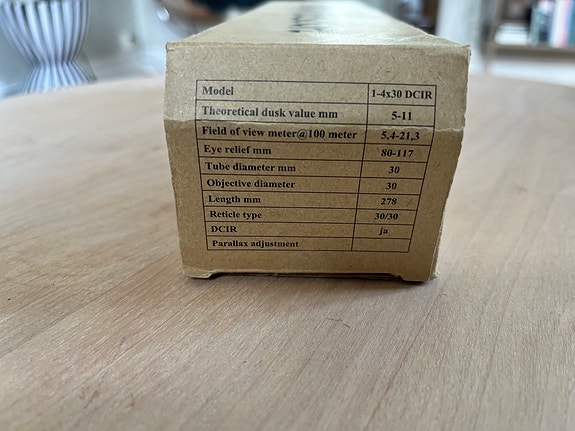 Model 1-4x30 DCIR
Theoretical dusk value mm 5-11
Field of view meter@100 meter 5,4-21,3
Eye relief mm 80-117
Tube diameter mm 30
Objective diameter 30
Length mm 278
Reticle type 30/30
DCIR ja
Parallax adjustment